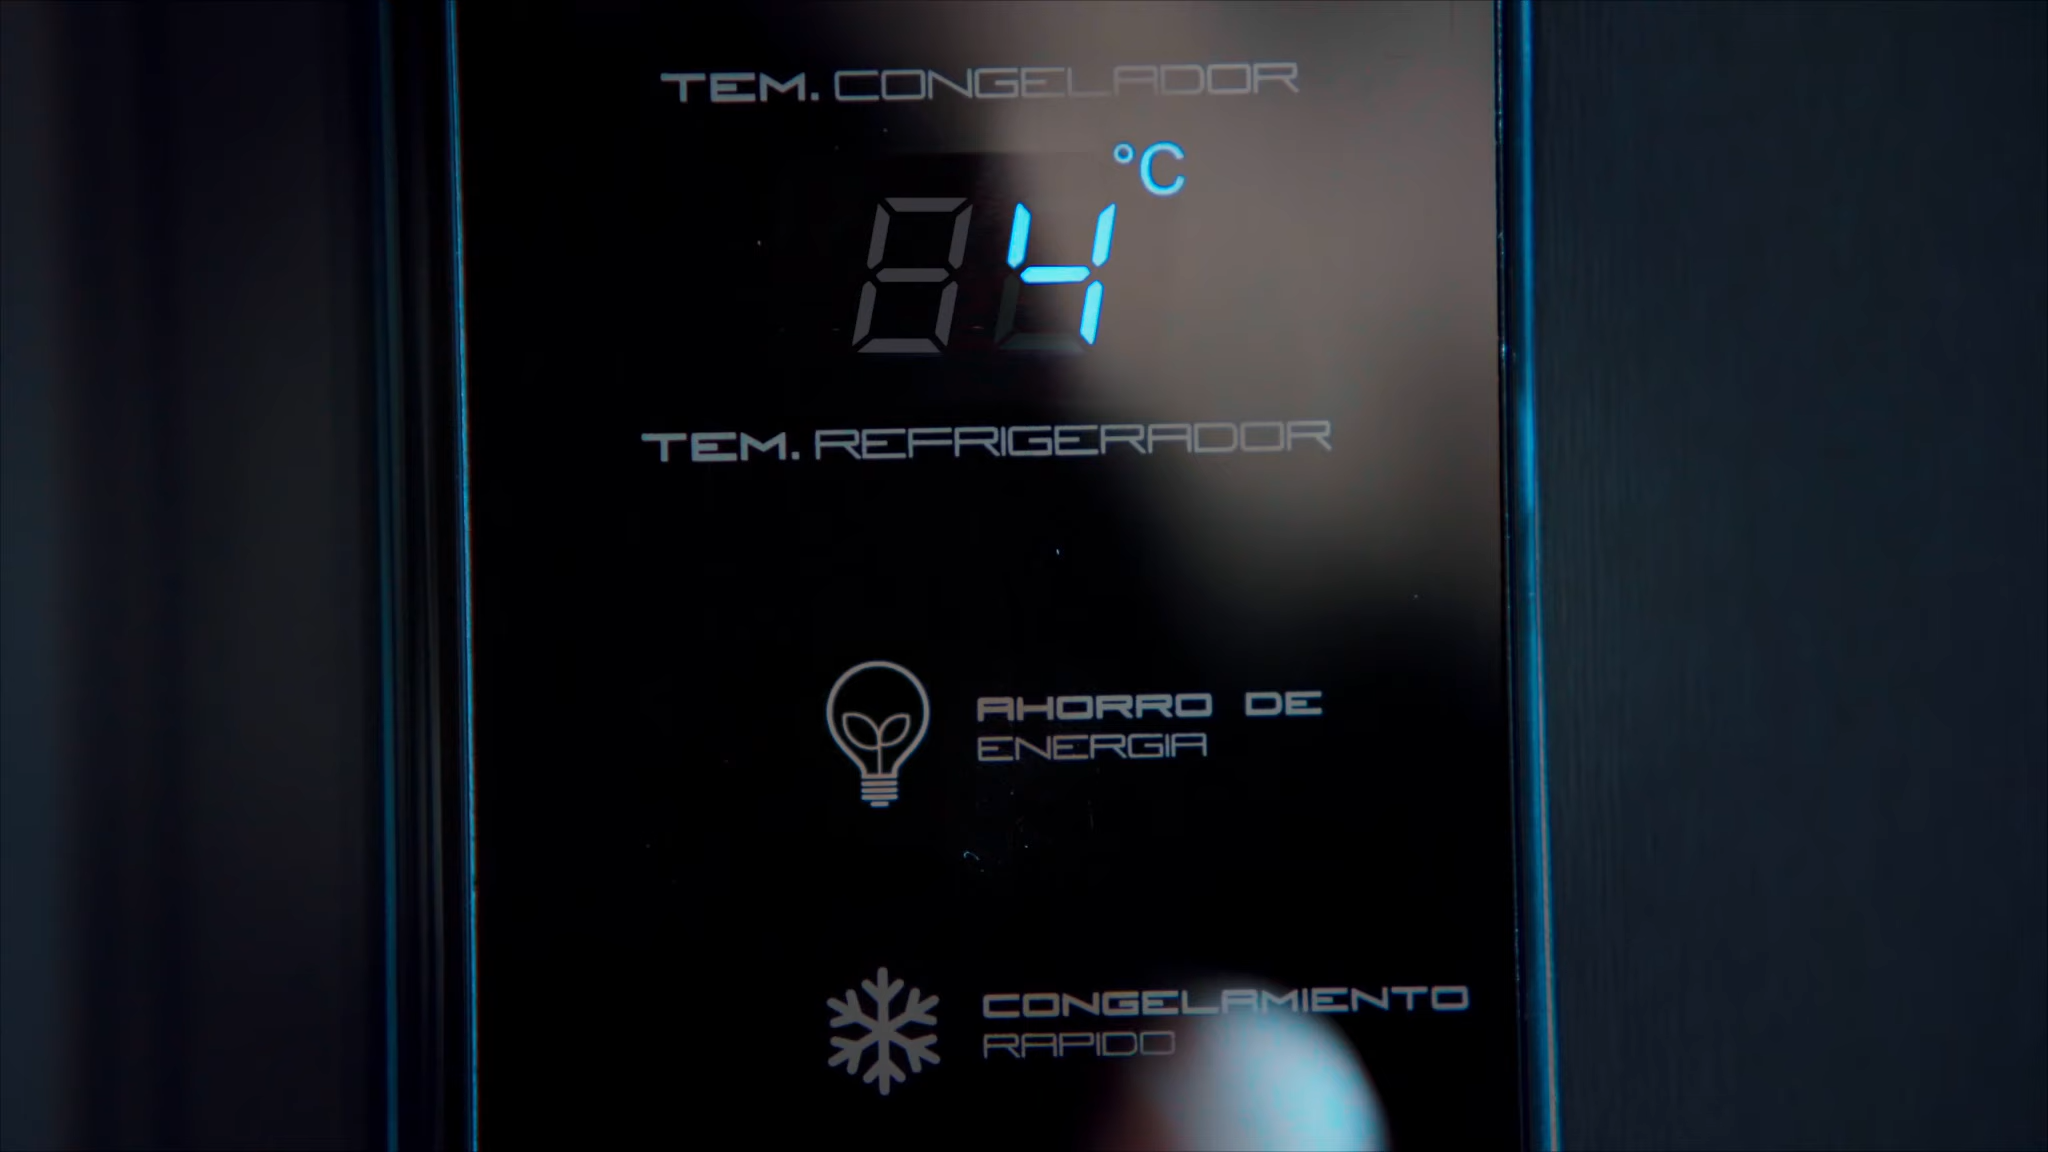 TEM. CONGELADOR
4 °C
TEM. REFRIGERADOR
AHORRO DE
ENERGIA
CONGELAMIENTO
RAPIDO